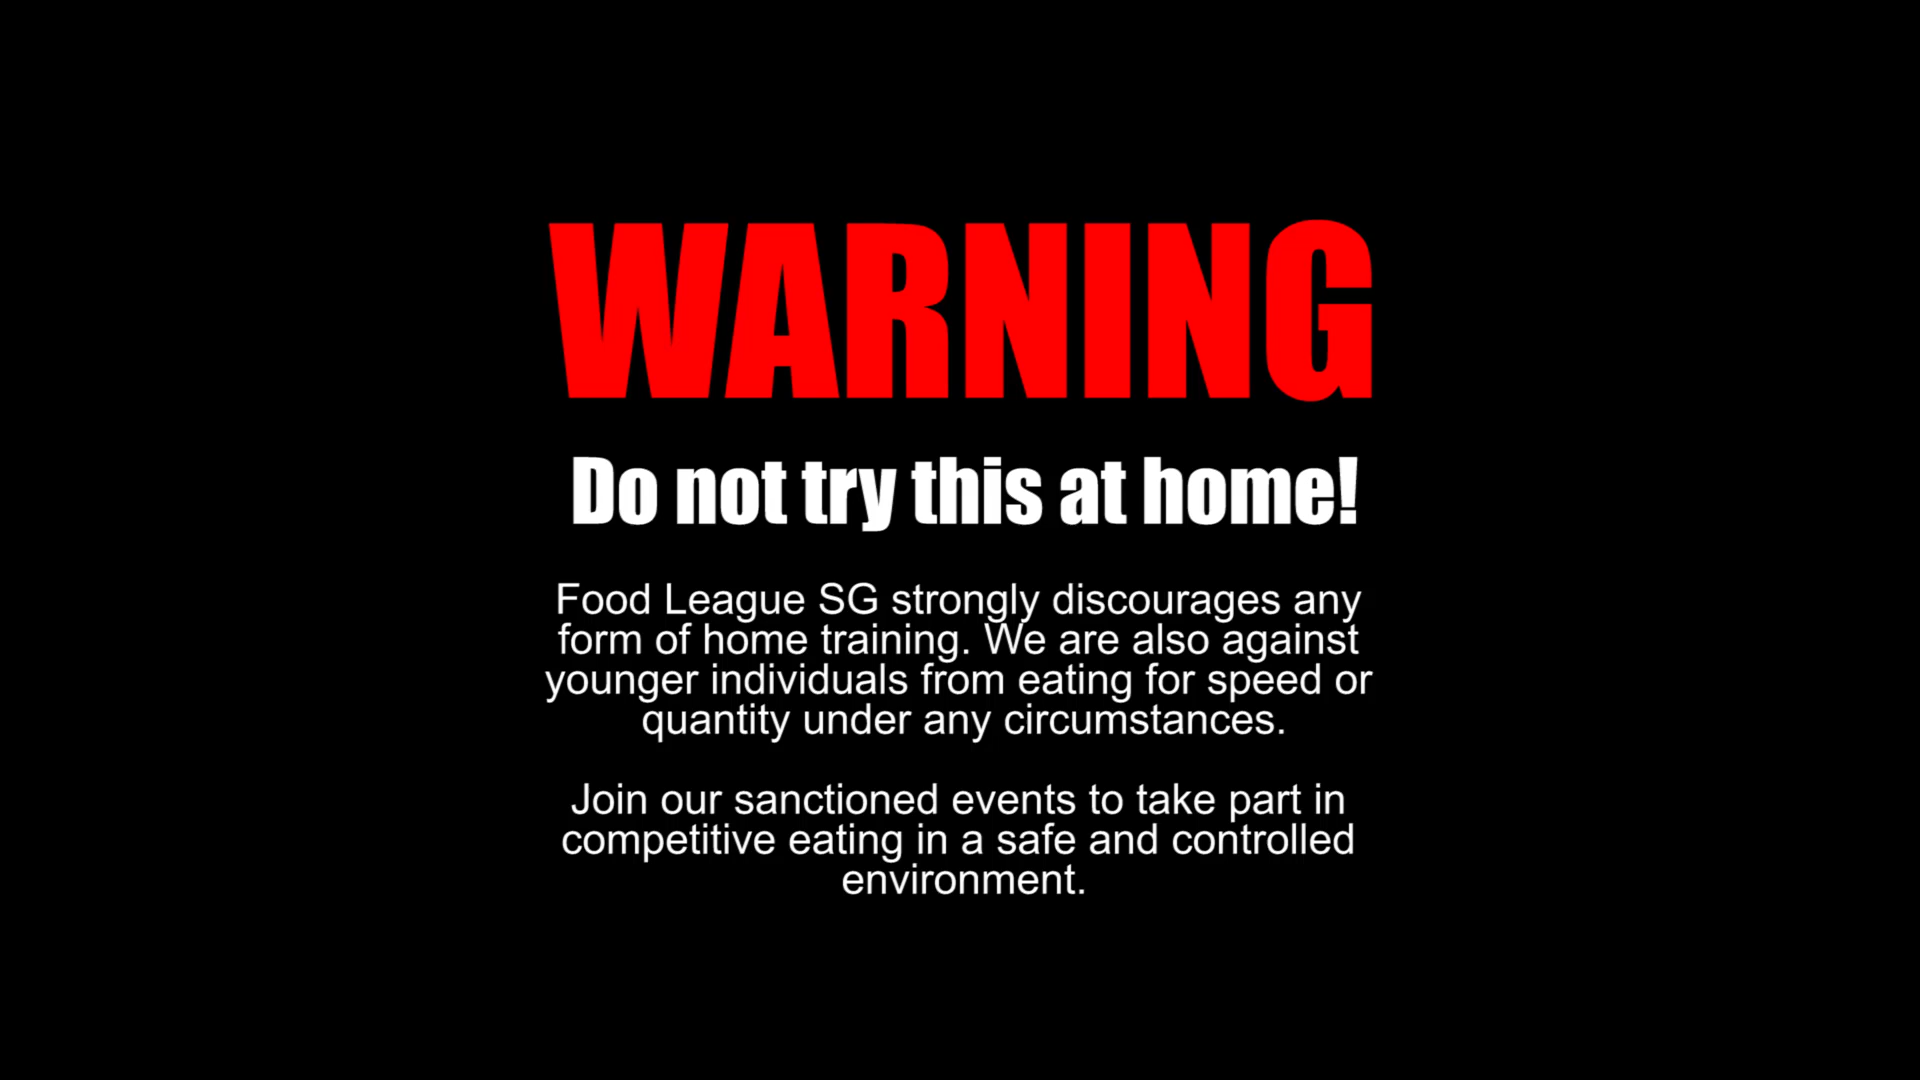 WARNING
Do not try this at home!
Food League SG strongly discourages any
form of home training. We are also against
younger individuals from eating for speed or
quantity under any circumstances.
Join our sanctioned events to take part in
competitive eating in a safe and controlled
environment.